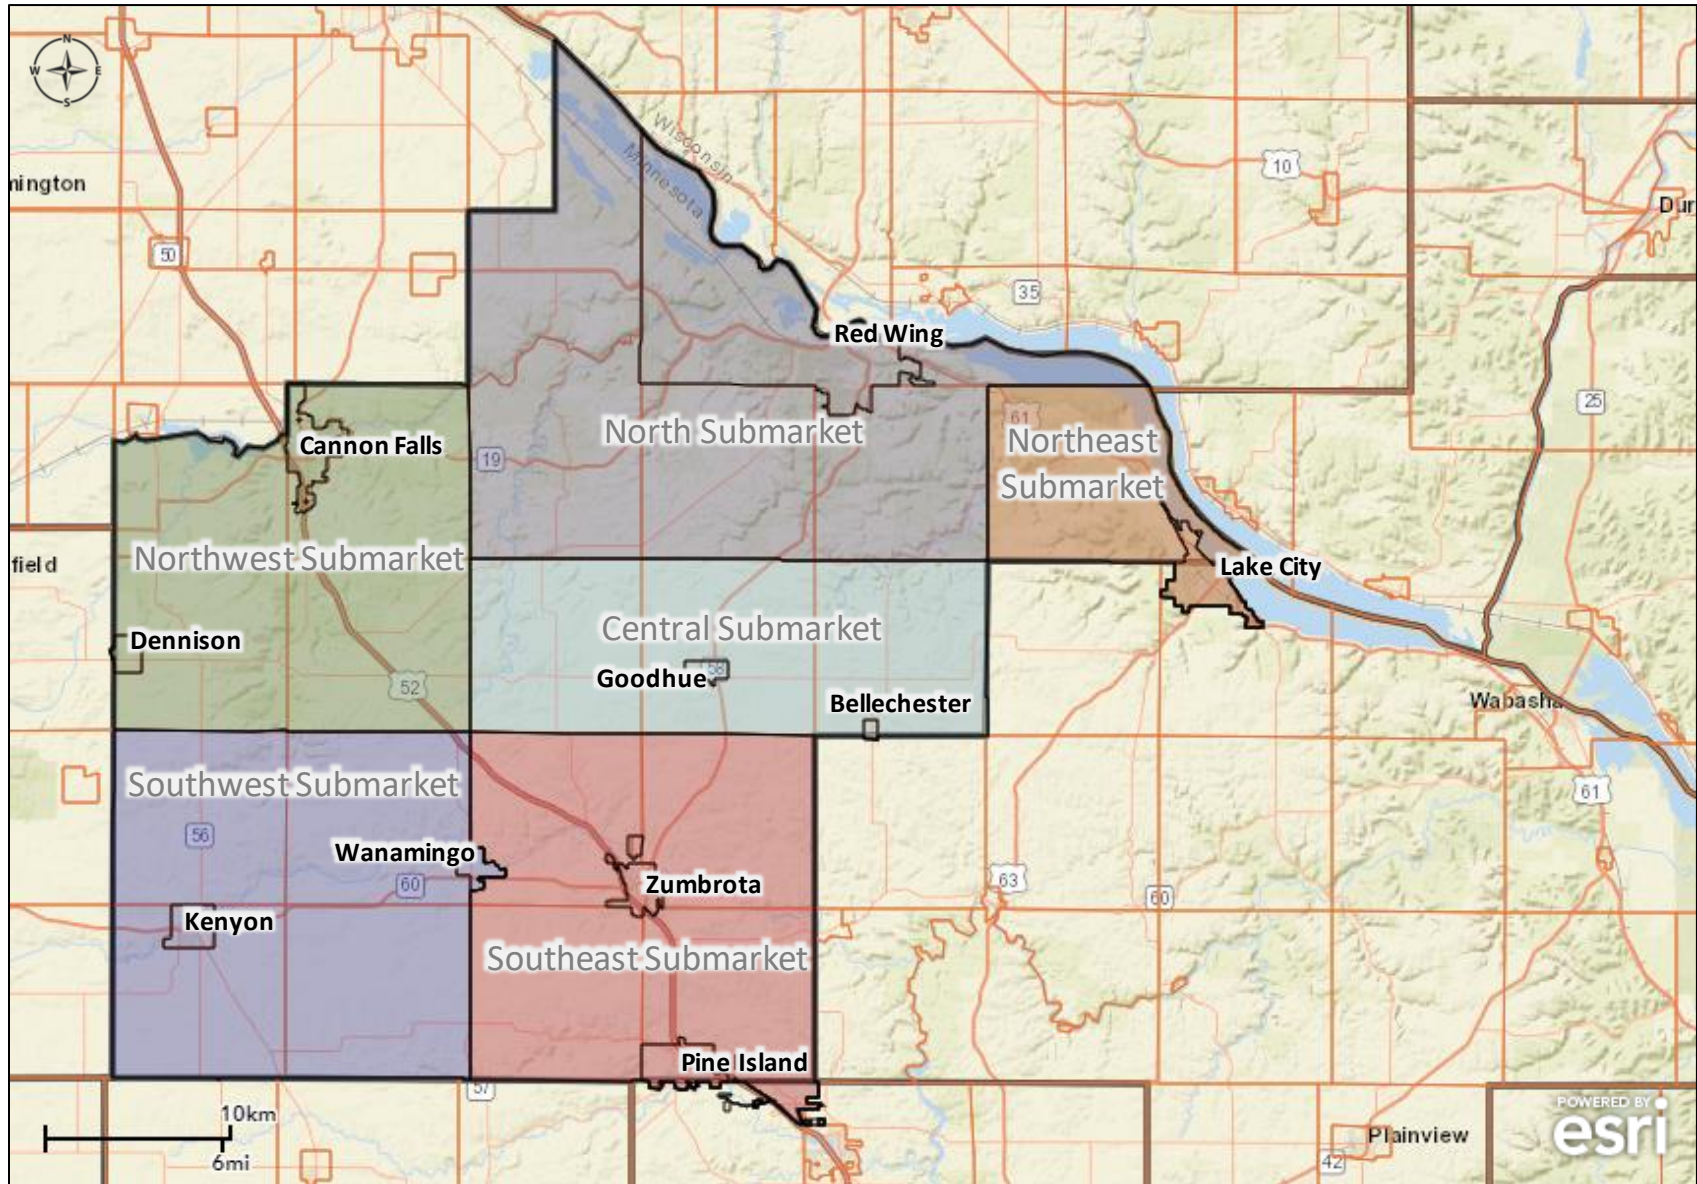 N
W E
S
Wisconsin
Minnesota
mington
10
Dur
50
35
Red Wing
25
61
North Submarket
Northeast
Submarket
Cannon Falls
19
Northwest Submarket
field
Lake City
Central Submarket
Dennison
58
Goodhue
52
Bellechester
Wabasha
Southwest Submarket
61
56
Wanamingo
60
Zumbrota
63
60
Kenyon
Southeast Submarket
Pine Island
57
10km
6mi
POWERED BY
esri
Plainview
42